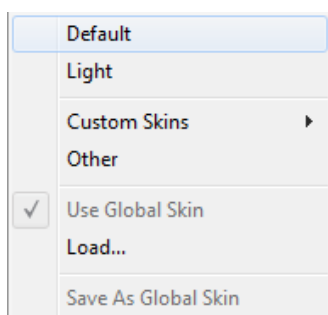 Default
Light
Custom Skins
Other
Use Global Skin
Load...
Save As Global Skin